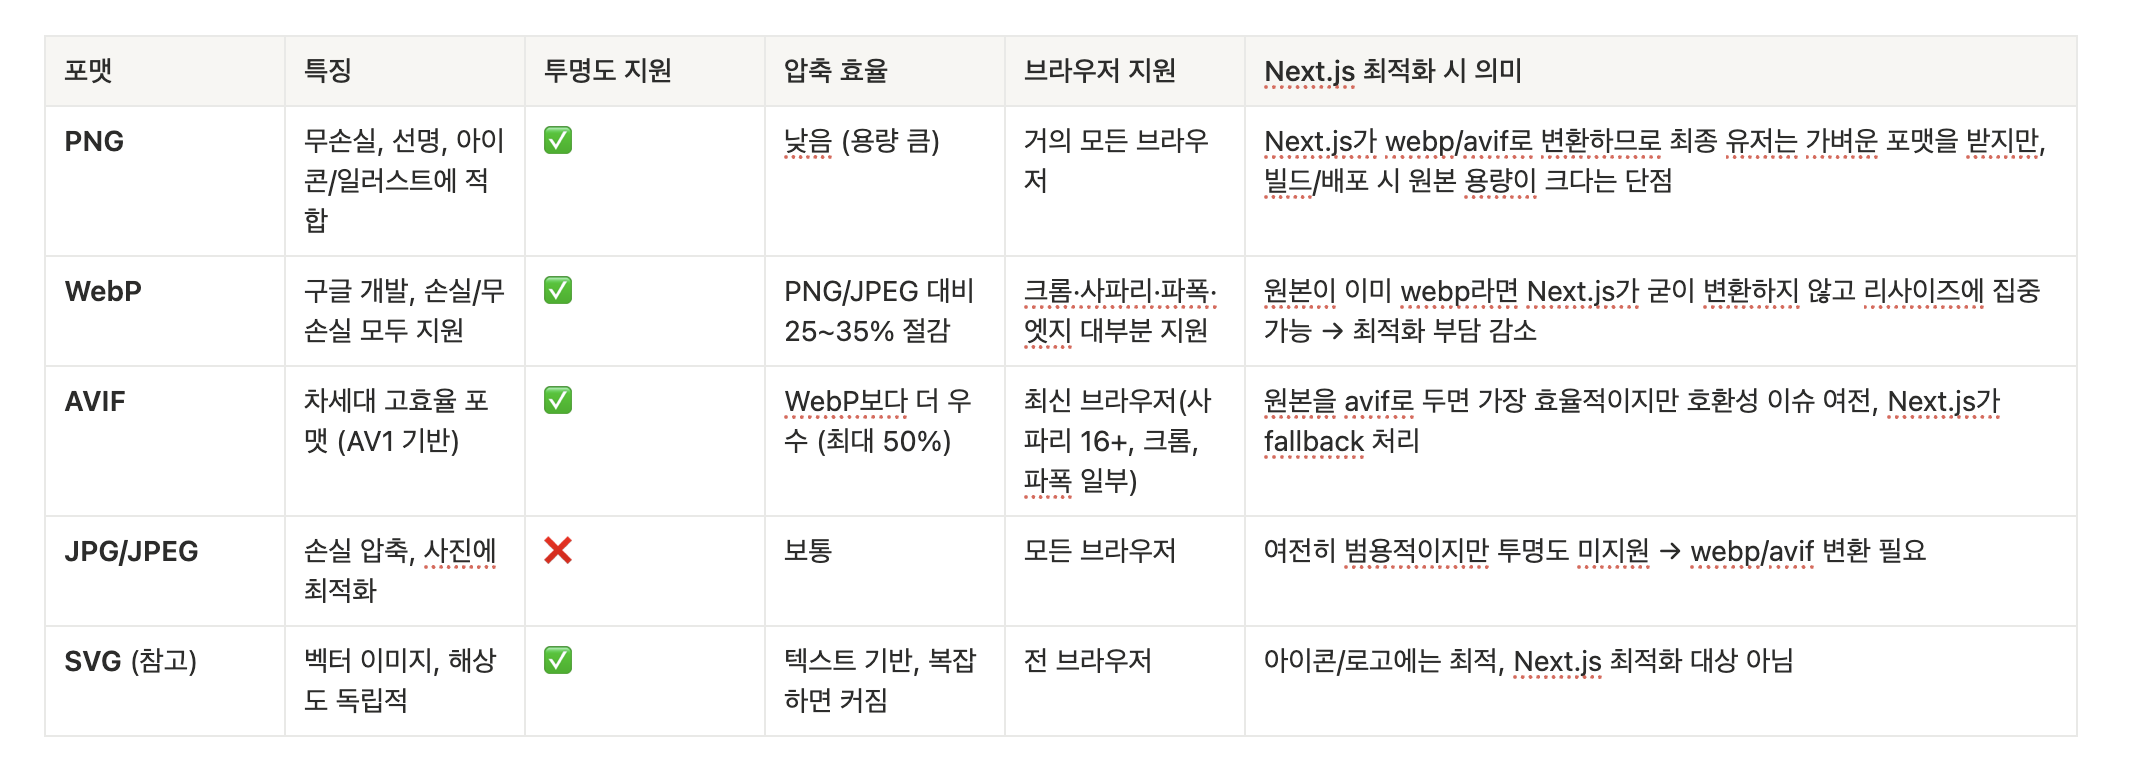 포맷
특징
투명도 지원
압축 효율
브라우저 지원
Next.js 최적화 시 의미
PNG
무손실, 선명, 아이
콘/일러스트에 적
합
✅
낮음 (용량 큼)
거의 모든 브라우
저
Next.js가 webp/avif로 변환하므로 최종 유저는 가벼운 포맷을 받지만,
빌드/배포 시 원본 용량이 크다는 단점
WebP
구글 개발, 손실/무
손실 모두 지원
✅
PNG/JPEG 대비
25~35% 절감
크롬·사파리·파폭·
엣지 대부분 지원
원본이 이미 webp라면 Next.js가 굳이 변환하지 않고 리사이즈에 집중
가능 → 최적화 부담 감소
AVIF
차세대 고효율 포
맷 (AV1 기반)
✅
WebP보다 더 우
수 (최대 50%)
최신 브라우저(사
파리 16+, 크롬,
파폭 일부)
원본을 avif로 두면 가장 효율적이지만 호환성 이슈 여전, Next.js가
fallback 처리
JPG/JPEG
손실 압축, 사진에
최적화
❌
보통
모든 브라우저
여전히 범용적이지만 투명도 미지원 → webp/avif 변환 필요
SVG (참고)
벡터 이미지, 해상
도 독립적
✅
텍스트 기반, 복잡
하면 커짐
전 브라우저
아이콘/로고에는 최적, Next.js 최적화 대상 아님